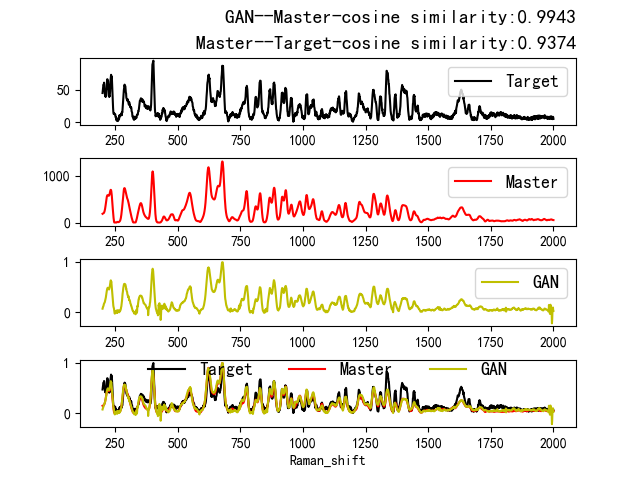 GAN--Master-cosine similarity:0.9943
Master--Target-cosine similarity:0.9374
50
0
Target
250 500 750 1000 1250 1500 1750 2000
1000
0
Master
250 500 750 1000 1250 1500 1750 2000
1
0
GAN
250 500 750 1000 1250 1500 1750 2000
1
0
Target Master GAN
250 500 750 1000 1250 1500 1750 2000
Raman_shift